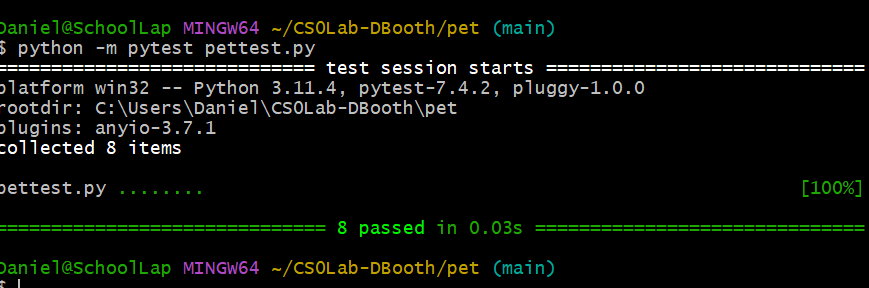 Daniel@SchoolLap MINGW64 ~/CS0Lab-DBooth/pet (main)
$ python -m pytest pettest.py
============================= test session starts =============================
platform win32 -- Python 3.11.4, pytest-7.4.2, pluggy-1.0.0
rootdir: C:\Users\Daniel\CS0Lab-DBooth\pet
plugins: anyio-3.7.1
collected 8 items
pettest.py ........ [100%]
============================== 8 passed in 0.03s ==============================
Daniel@SchoolLap MINGW64 ~/CS0Lab-DBooth/pet (main)
$